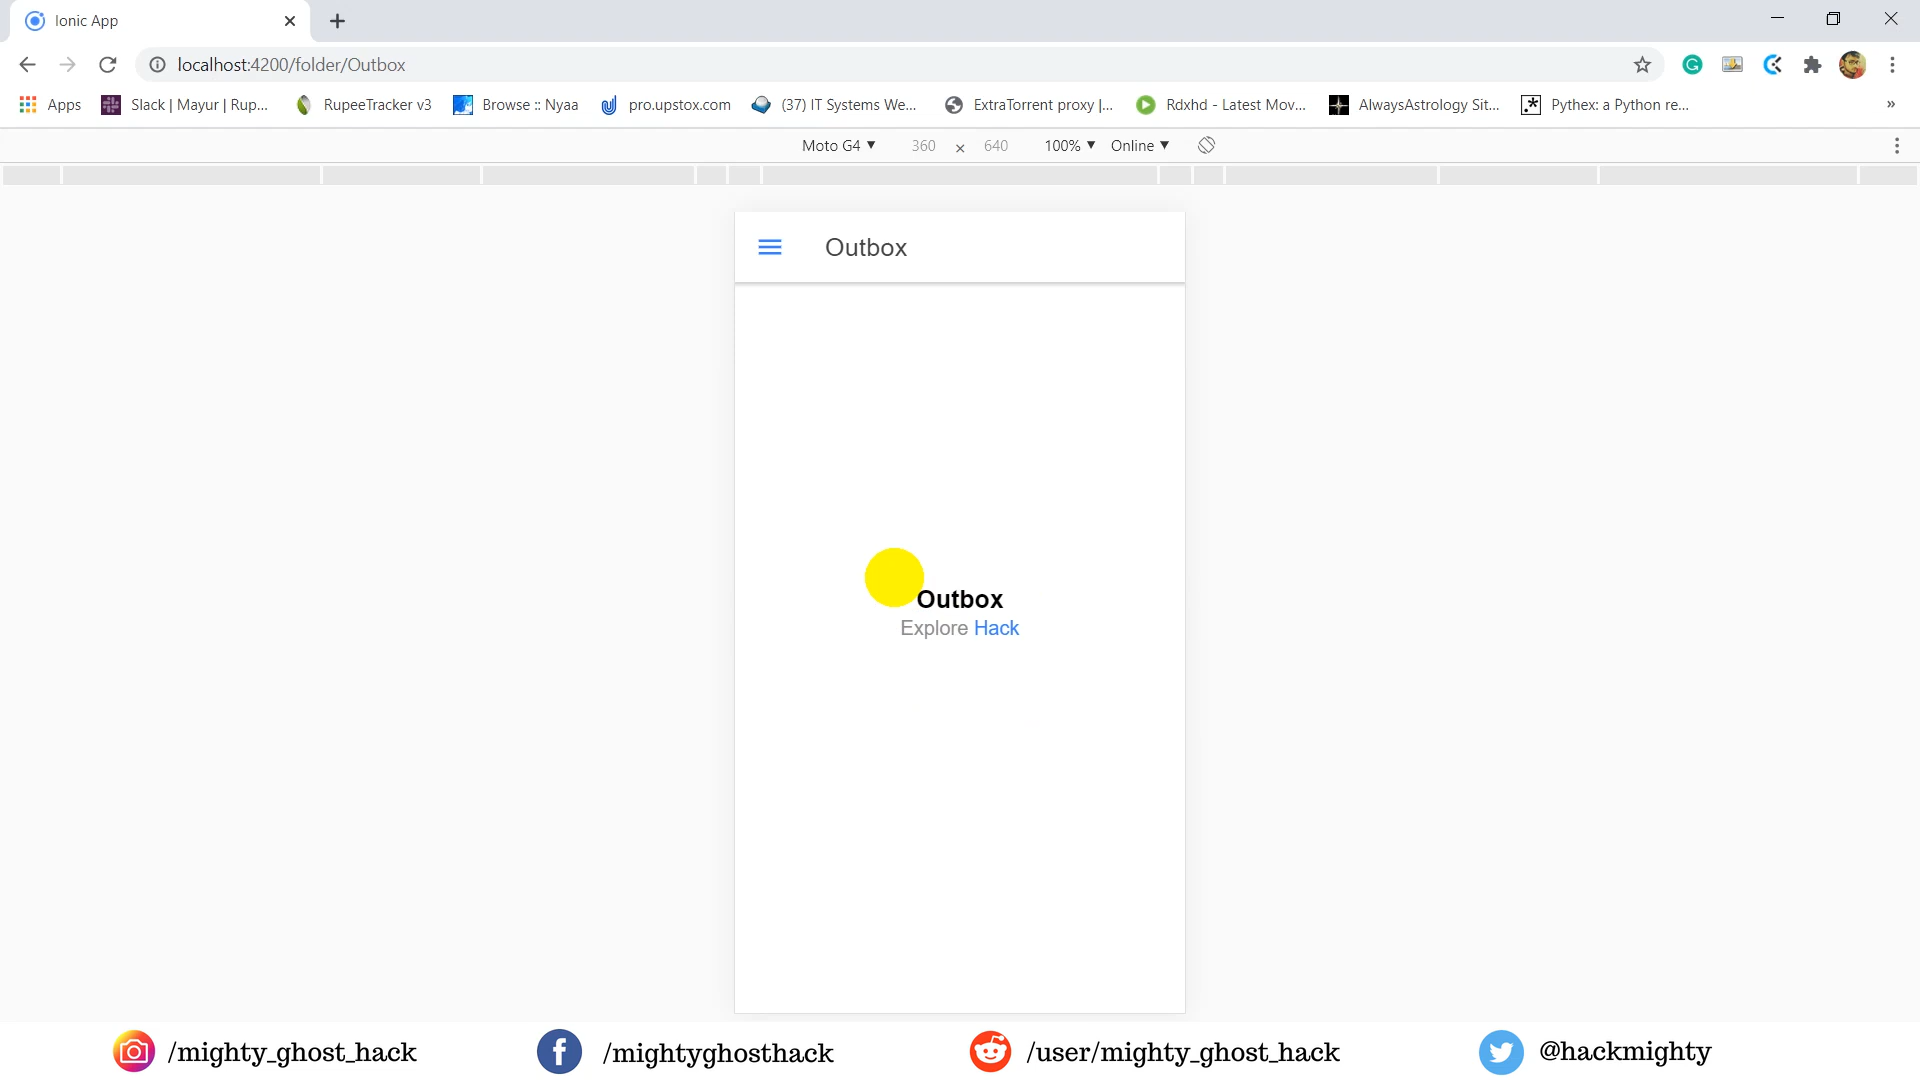 Ionic App
localhost:4200/folder/Outbox
Apps Slack | Mayur | Rup... RupeeTracker v3 Browse :: Nyaa pro.upstox.com (37) IT Systems We... ExtraTorrent proxy |... Rdxhd - Latest Mov... AlwaysAstrology Sit... Pythex: a Python re... »
Moto G4 ▼ 360 × 640 100% ▼ Online ▼
Outbox
Outbox
Explore Hack
/mighty_ghost_hack /mightyghosthack /user/mighty_ghost_hack @hackmighty